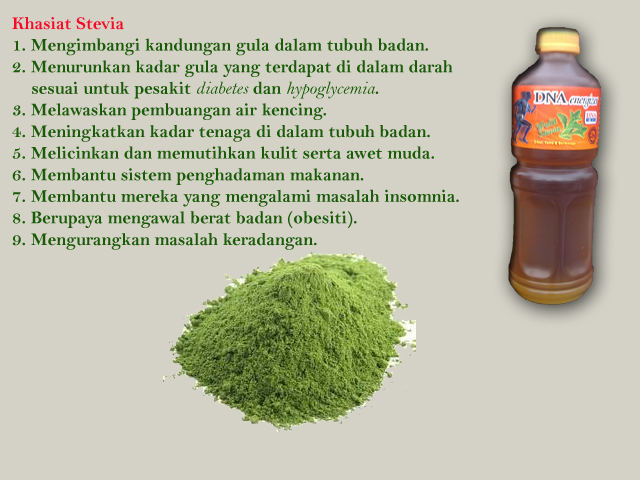 Khasiat Stevia
1. Mengimbangi kandungan gula dalam tubuh badan.
2. Menurunkan kadar gula yang terdapat di dalam darah
sesuai untuk pesakit diabetes dan hypoglycemia.
3. Melawaskan pembuangan air kencing.
4. Meningkatkan kadar tenaga di dalam tubuh badan.
5. Melicinkan dan memutihkan kulit serta awet muda.
6. Membantu sistem penghadaman makanan.
7. Membantu mereka yang mengalami masalah insomnia.
8. Berupaya mengawal berat badan (obesiti).
9. Mengurangkan masalah keradangan.
DNA energizer